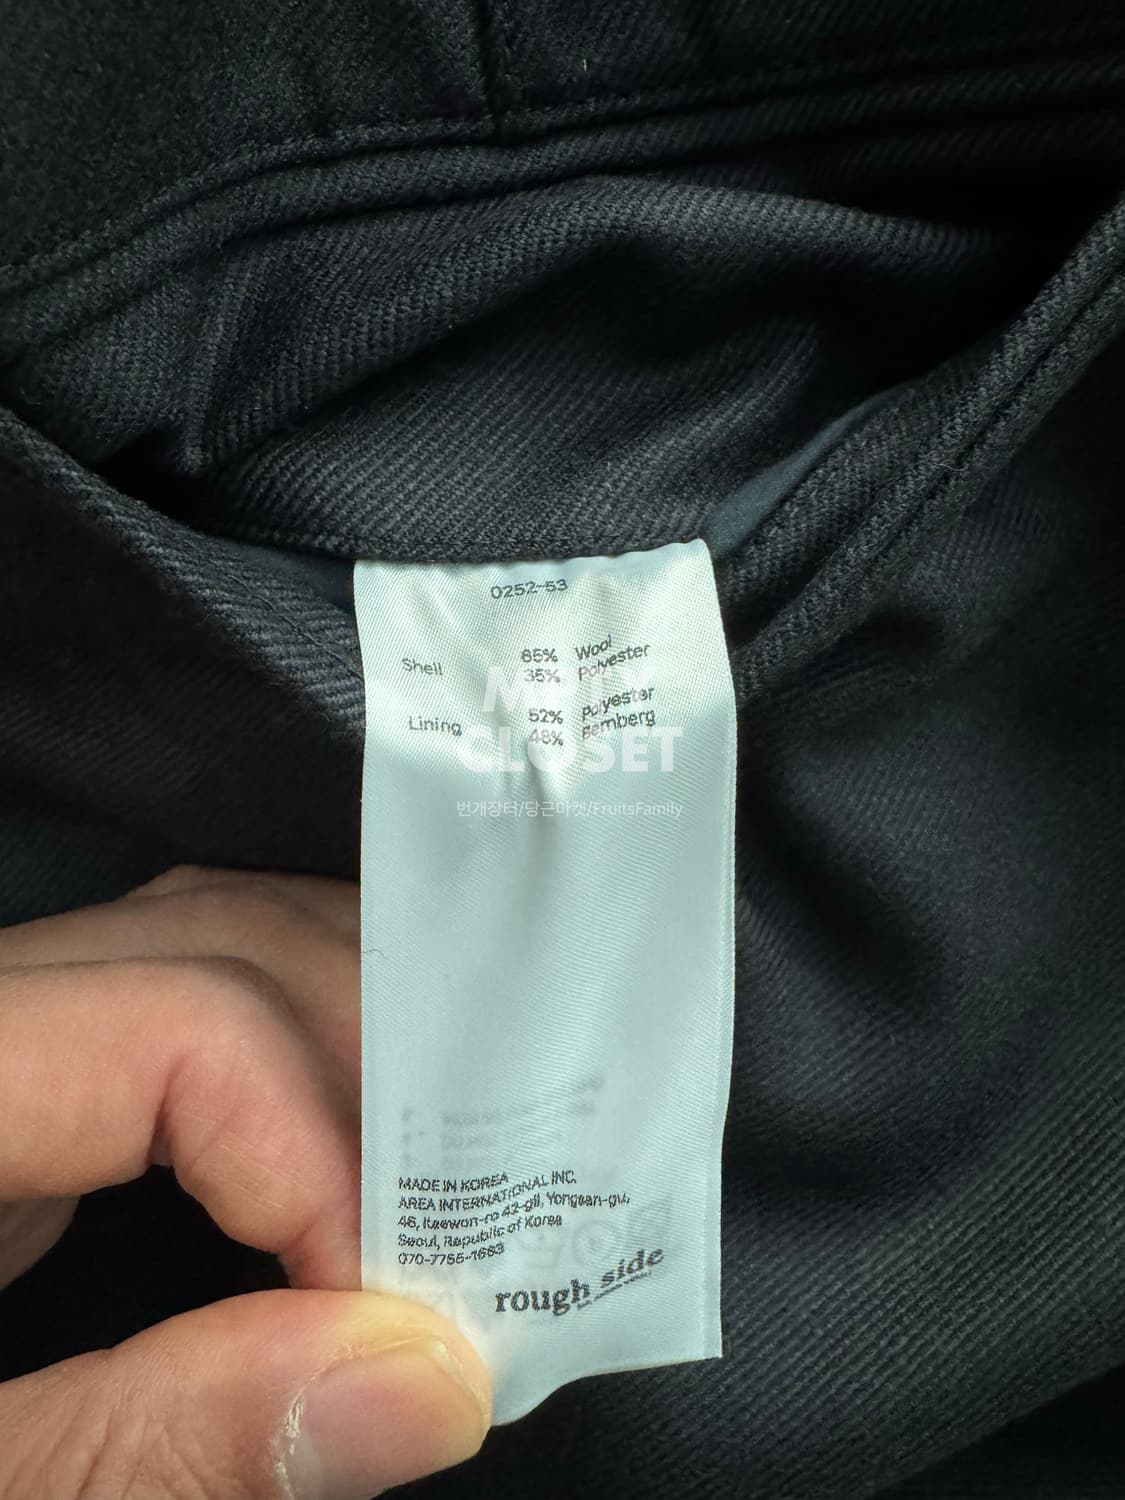 0252-53
Shell 65% Wool
35% Polyester
Lining 52% Polyester
48% Bemberg
CLOSET
번개장터/당근마켓/FruitsFamily
MADE IN KOREA
AREA INTERNATIONAL INC.
46, Itaewon-ro 42-gil, Yongsan-gu,
Seoul, Republic of Korea
070-7755-1663
rough side